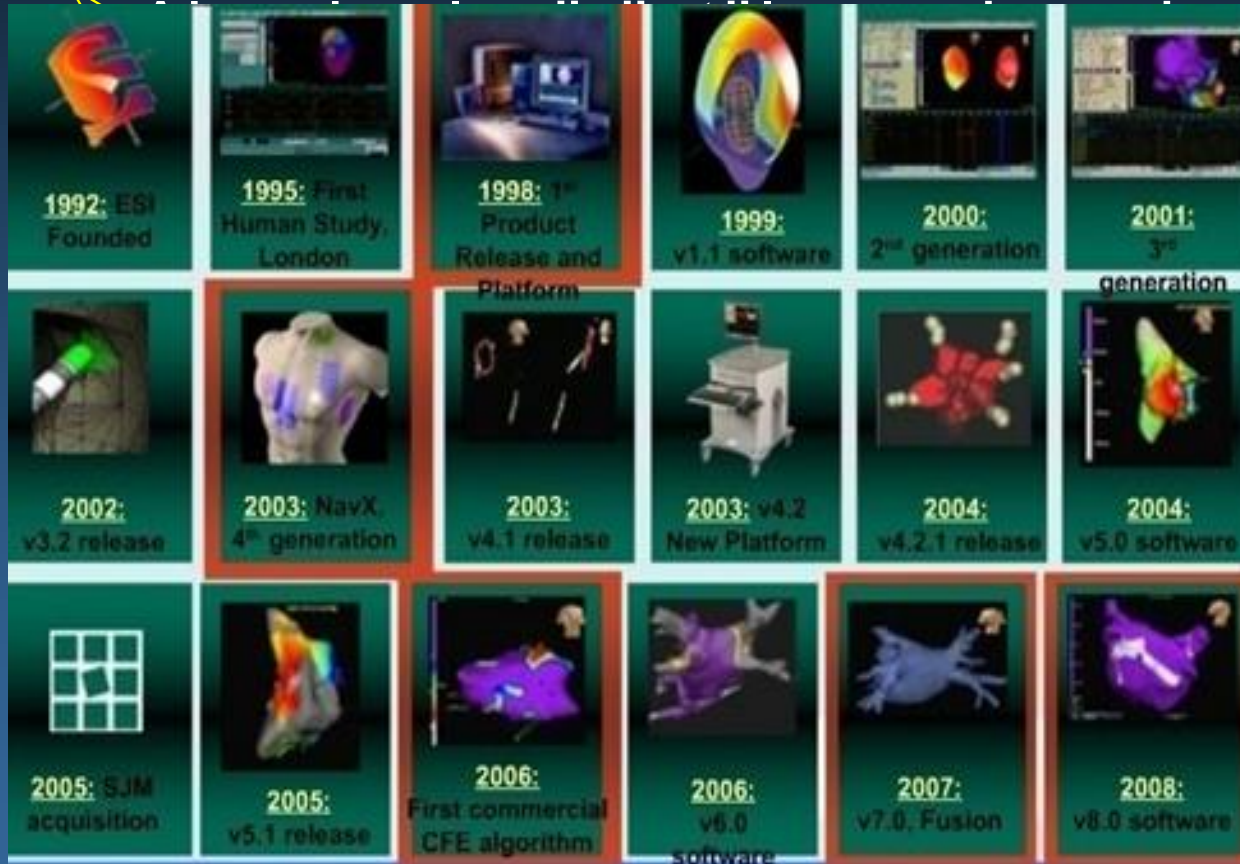 1992: ESI
Founded
1995: First
Human Study,
London
1998: 1st
Product
Release and
Platform
1999:
v1.1 software
2000:
2nd generation
2001:
3rd
generation
2002:
v3.2 release
2003: NavX,
4th generation
2003:
v4.1 release
2003: v4.2
New Platform
2004:
v4.2.1 release
2004:
v5.0 software
2005: SJM
acquisition
2005:
v5.1 release
2006:
First commercial
CFE algorithm
2006:
v6.0
software
2007:
v7.0, Fusion
2008:
v8.0 software